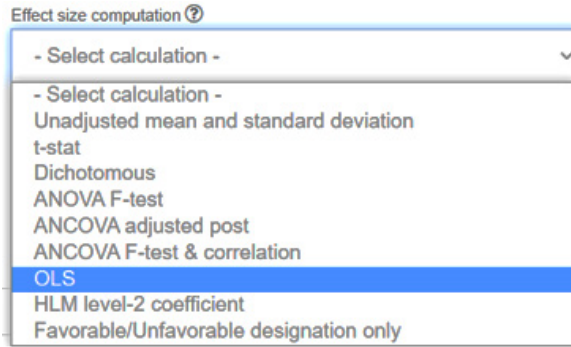 Effect size computation ?
- Select calculation -
- Select calculation -
Unadjusted mean and standard deviation
t-stat
Dichotomous
ANOVA F-test
ANCOVA adjusted post
ANCOVA F-test & correlation
OLS
HLM level-2 coefficient
Favorable/Unfavorable designation only